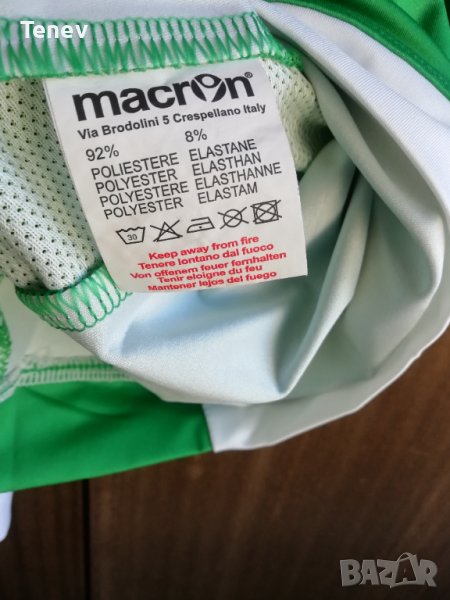 Tenev
macron
Via Brodolini 5 Crespellano Italy
92% 8%
POLIESTERE ELASTANE
POLYESTER ELASTHAN
POLYESTERE ELASTHANNE
POLYESTER ELASTAM
30
Keep away from fire
Tenere lontano dal fuoco
Von offenem feuer fernhalten
Tenir eloigne du feu
Mantener lejos del fuego
BAZAR